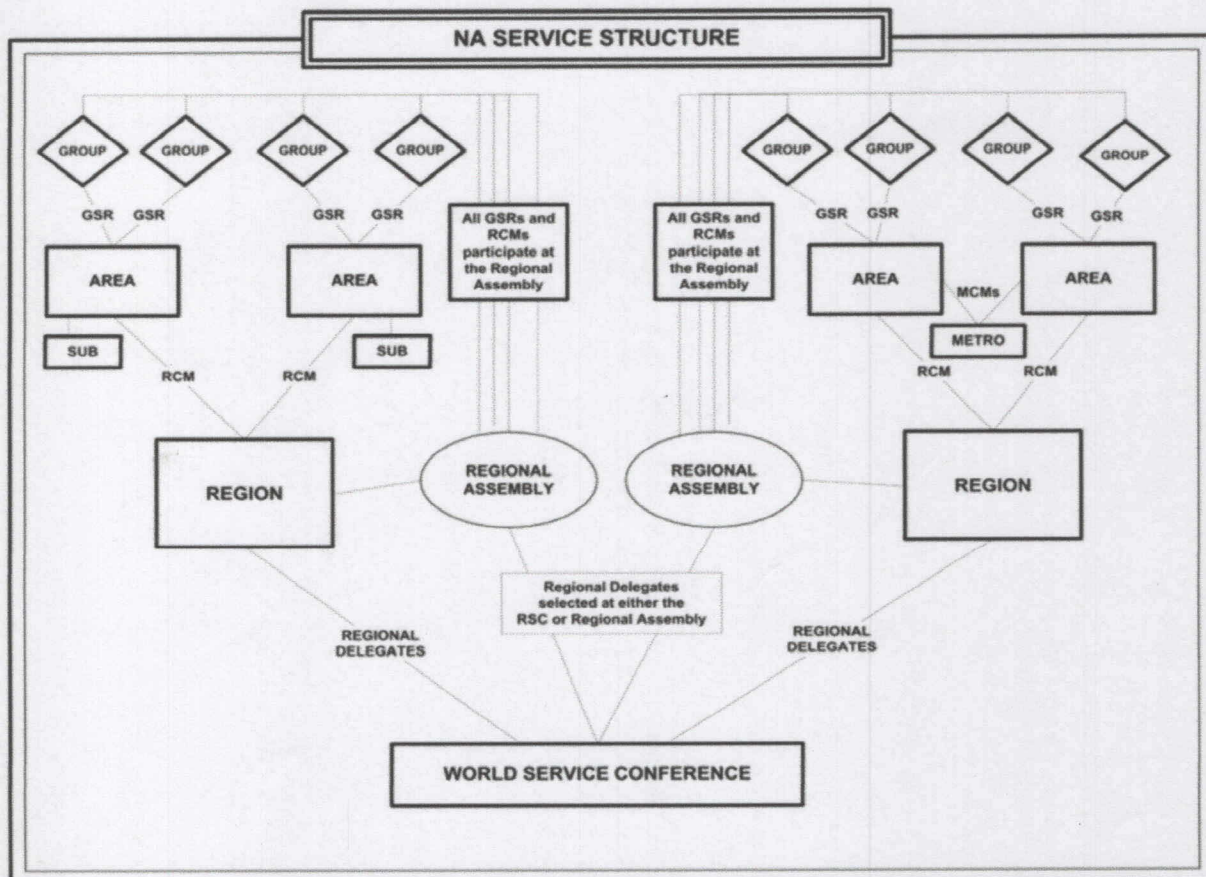 NA SERVICE STRUCTURE
GROUP
GROUP
GROUP
GROUP
GROUP
GROUP
GROUP
GROUP
GSR
GSR
GSR
GSR
GSR
GSR
GSR
GSR
All GSRs and
RCMs
participate at
the Regional
Assembly
All GSRs and
RCMs
participate at
the Regional
Assembly
AREA
AREA
AREA
AREA
MCMs
SUB
SUB
METRO
RCM
RCM
RCM
RCM
REGION
REGIONAL
ASSEMBLY
REGIONAL
ASSEMBLY
REGION
Regional Delegates
selected at either the
RSC or Regional Assembly
REGIONAL
DELEGATES
REGIONAL
DELEGATES
WORLD SERVICE CONFERENCE